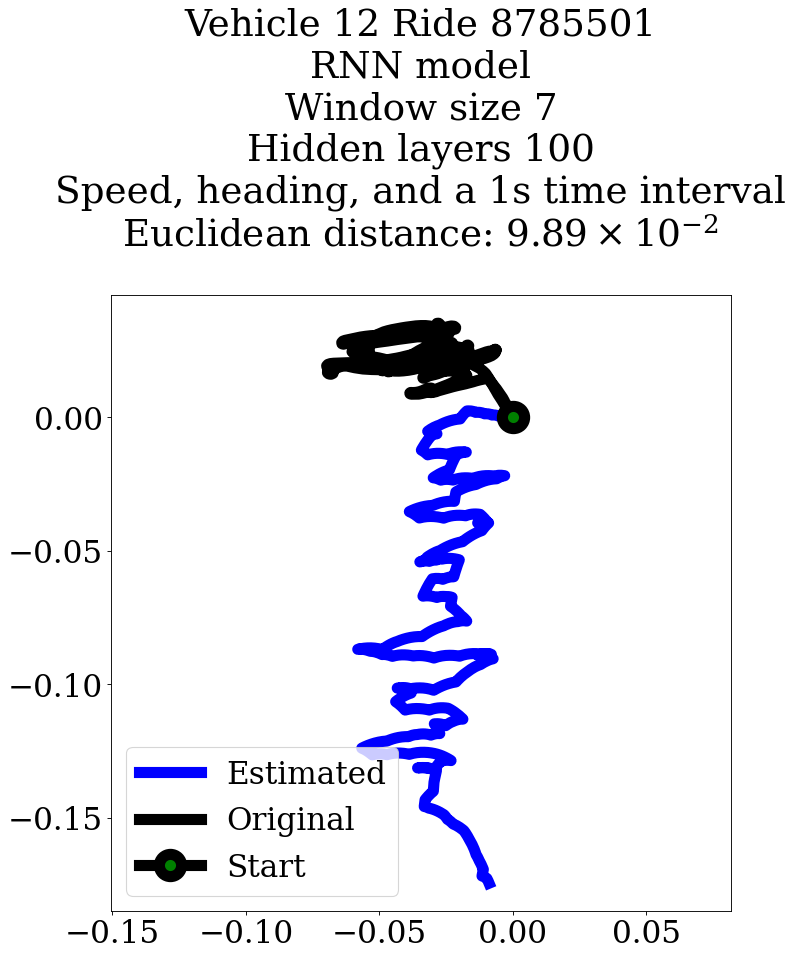 Vehicle 12 Ride 8785501
RNN model
Window size 7
Hidden layers 100
Speed, heading, and a 1s time interval
Euclidean distance: 9.89 × 10⁻²
0.00
−0.05
−0.10
−0.15
Estimated
Original
Start
−0.15 −0.10 −0.05 0.00 0.05